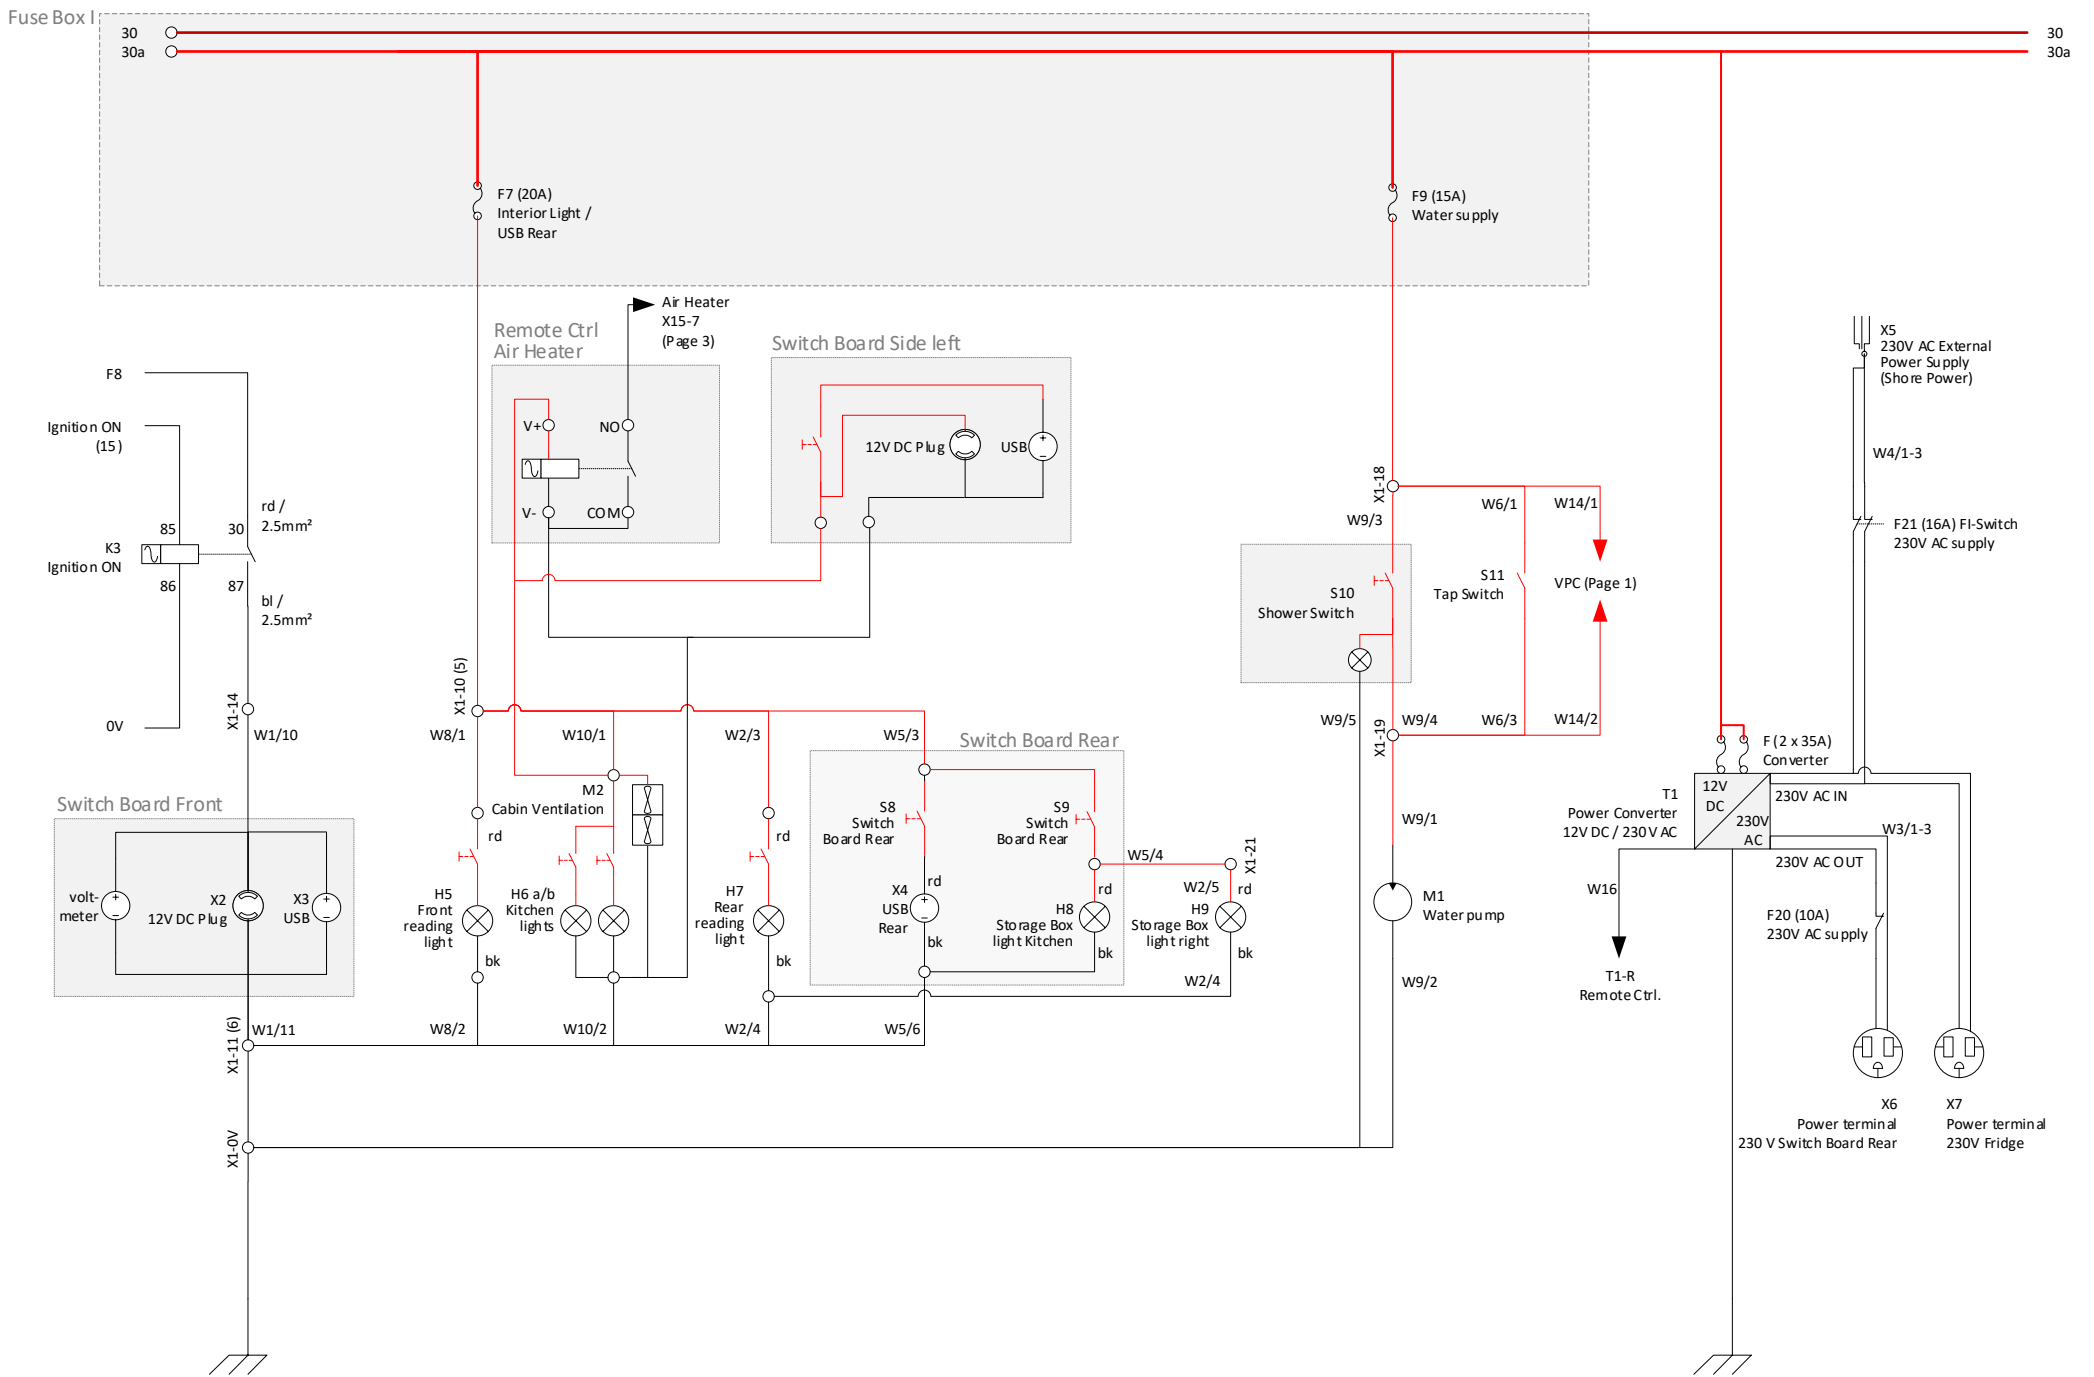 Fuse Box I
30
30a
30
30a
F7 (20A)
Interior Light /
USB Rear
F9 (15A)
Water supply
Air Heater
X15-7
(Page 3)
Remote Ctrl
Air Heater
V+
NO
V-
COM
Switch Board Side left
12V DC Plug
USB
+
–
F8
Ignition ON
(15)
rd /
2.5mm²
85
30
K3
Ignition ON
86
87
bl /
2.5mm²
0V
X1-14
W1/10
Switch Board Front
volt-
meter
+
–
X2
12V DC Plug
X3
USB
+
–
X1-11 (6)
W1/11
X1-0V
X1-10 (5)
W8/1
W10/1
W2/3
W5/3
rd
H5
Front
reading
light
bk
W8/2
M2
Cabin Ventilation
H6 a/b
Kitchen
lights
W10/2
rd
H7
Rear
reading
light
bk
W2/4
Switch Board Rear
S8
Switch
Board Rear
S9
Switch
Board Rear
rd
X4
USB
Rear
+
–
bk
W5/6
W5/4
rd
H8
Storage Box
light Kitchen
bk
X1-21
W2/5
rd
H9
Storage Box
light right
bk
W2/4
X1-18
W9/3
W6/1
W14/1
S10
Shower Switch
S11
Tap Switch
VPC (Page 1)
W9/5
X1-19
W9/4
W6/3
W14/2
W9/1
M1
Water pump
W9/2
X5
230V AC External
Power Supply
(Shore Power)
W4/1-3
F21 (16A) FI-Switch
230V AC supply
F (2 x 35A)
Converter
T1
Power Converter
12V DC / 230 V AC
12V
DC
230V
AC
230V AC IN
W3/1-3
230V AC OUT
W16
T1-R
Remote Ctrl.
F20 (10A)
230V AC supply
X6
Power terminal
230 V Switch Board Rear
X7
Power terminal
230V Fridge